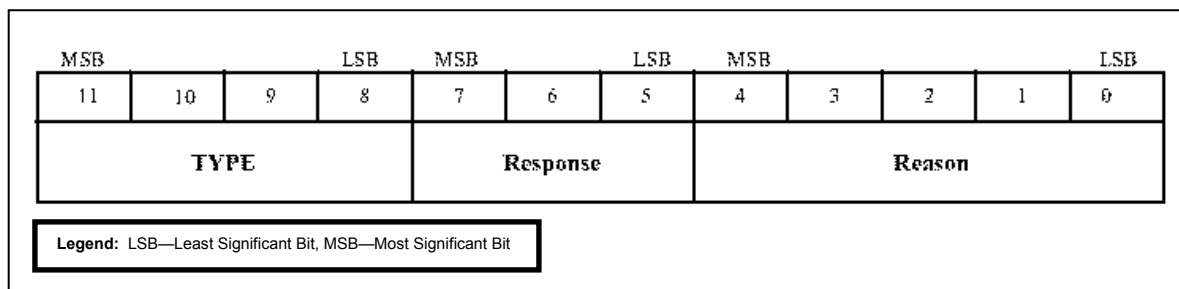 MSB LSB MSB LSB MSB LSB
11 10 9 8 7 6 5 4 3 2 1 0
TYPE Response Reason
Legend: LSB—Least Significant Bit, MSB—Most Significant Bit